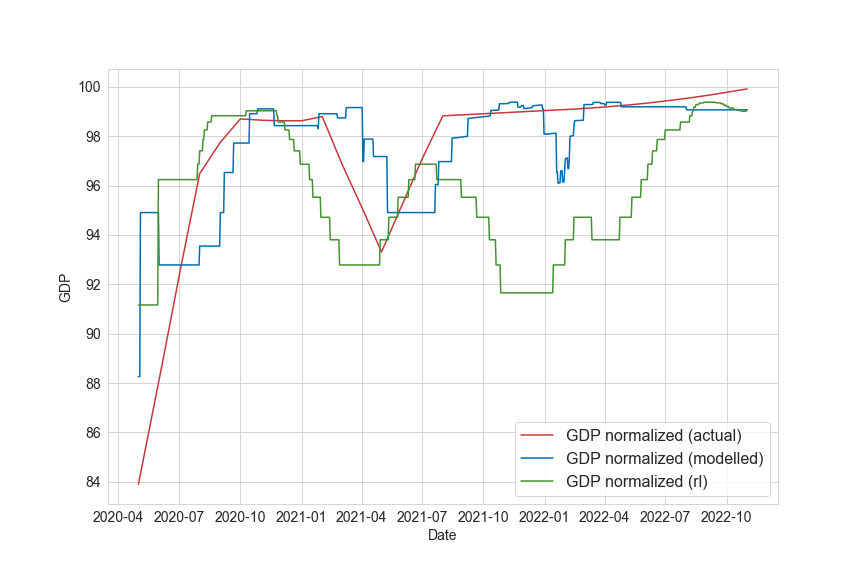 100
98
96
94
92
90
88
86
84
GDP
GDP normalized (actual)
GDP normalized (modelled)
GDP normalized (rl)
2020-04 2020-07 2020-10 2021-01 2021-04 2021-07 2021-10 2022-01 2022-04 2022-07 2022-10
Date